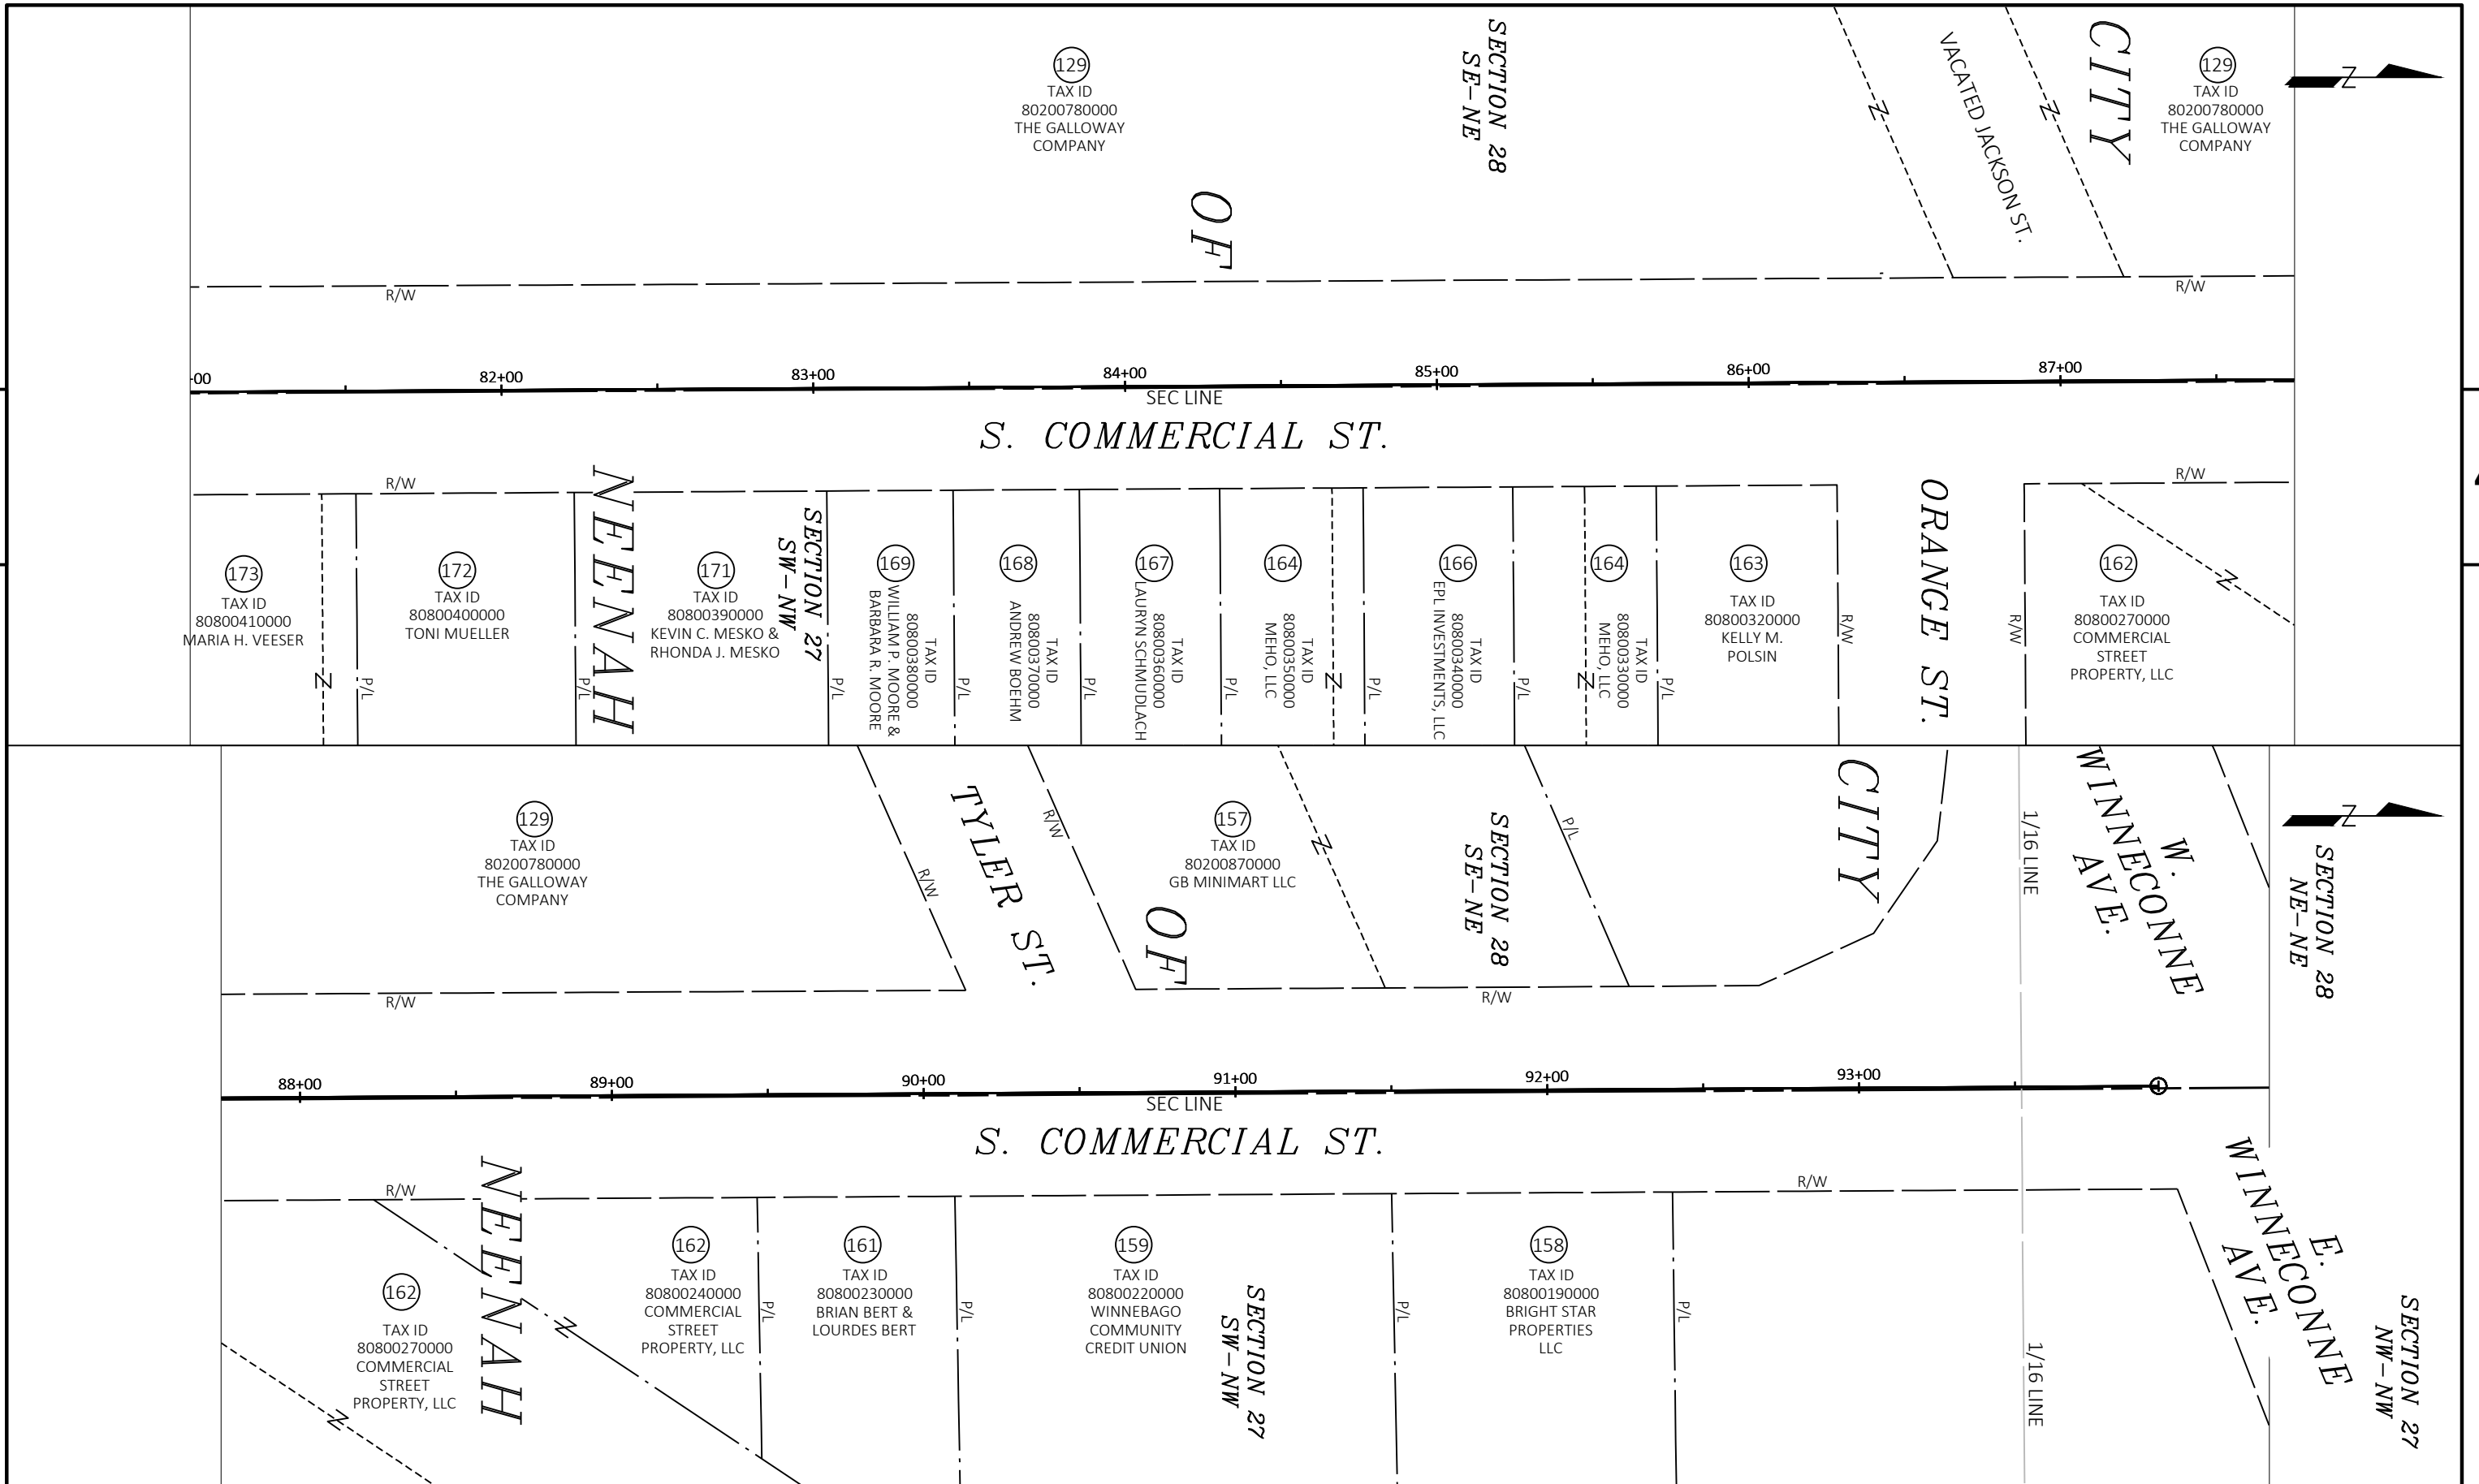 129
TAX ID
80200780000
THE GALLOWAY
COMPANY
SECTION 28
SE-NE
VACATED JACKSON ST.
CITY
129
TAX ID
80200780000
THE GALLOWAY
COMPANY
Z
OF
R/W
R/W
-00
82+00
83+00
84+00
85+00
86+00
87+00
SEC LINE
S. COMMERCIAL ST.
R/W
R/W
NEENAH
SECTION 27
SW-NW
ORANGE ST.
173
TAX ID
80800410000
MARIA H. VEESER
P/L
172
TAX ID
80800400000
TONI MUELLER
P/L
171
TAX ID
80800390000
KEVIN C. MESKO &
RHONDA J. MESKO
P/L
169
TAX ID
80800380000
WILLIAM P. MOORE &
BARBARA R. MOORE
P/L
168
TAX ID
80800370000
ANDREW BOEHM
P/L
167
TAX ID
80800360000
LAURYN SCHMUDLACH
P/L
164
TAX ID
80800350000
MEHO, LLC
P/L
166
TAX ID
80800340000
EPL INVESTMENTS, LLC
P/L
164
TAX ID
80800330000
MEHO, LLC
P/L
163
TAX ID
80800320000
KELLY M.
POLSIN
R/W
R/W
162
TAX ID
80800270000
COMMERCIAL
STREET
PROPERTY, LLC
129
TAX ID
80200780000
THE GALLOWAY
COMPANY
R/W
TYLER ST.
R/W
157
TAX ID
80200870000
GB MINIMART LLC
OF
SECTION 28
SE-NE
P/L
CITY
1/16 LINE
W.
WINNECONNE
AVE.
Z
SECTION 28
NE-NE
R/W
R/W
88+00
89+00
90+00
91+00
92+00
93+00
SEC LINE
S. COMMERCIAL ST.
R/W
R/W
NEENAH
162
TAX ID
80800270000
COMMERCIAL
STREET
PROPERTY, LLC
162
TAX ID
80800240000
COMMERCIAL
STREET
PROPERTY, LLC
P/L
161
TAX ID
80800230000
BRIAN BERT &
LOURDES BERT
P/L
159
TAX ID
80800220000
WINNEBAGO
COMMUNITY
CREDIT UNION
SECTION 27
SW-NW
P/L
158
TAX ID
80800190000
BRIGHT STAR
PROPERTIES
LLC
P/L
1/16 LINE
E.
WINNECONNE
AVE.
SECTION 27
NW-NW